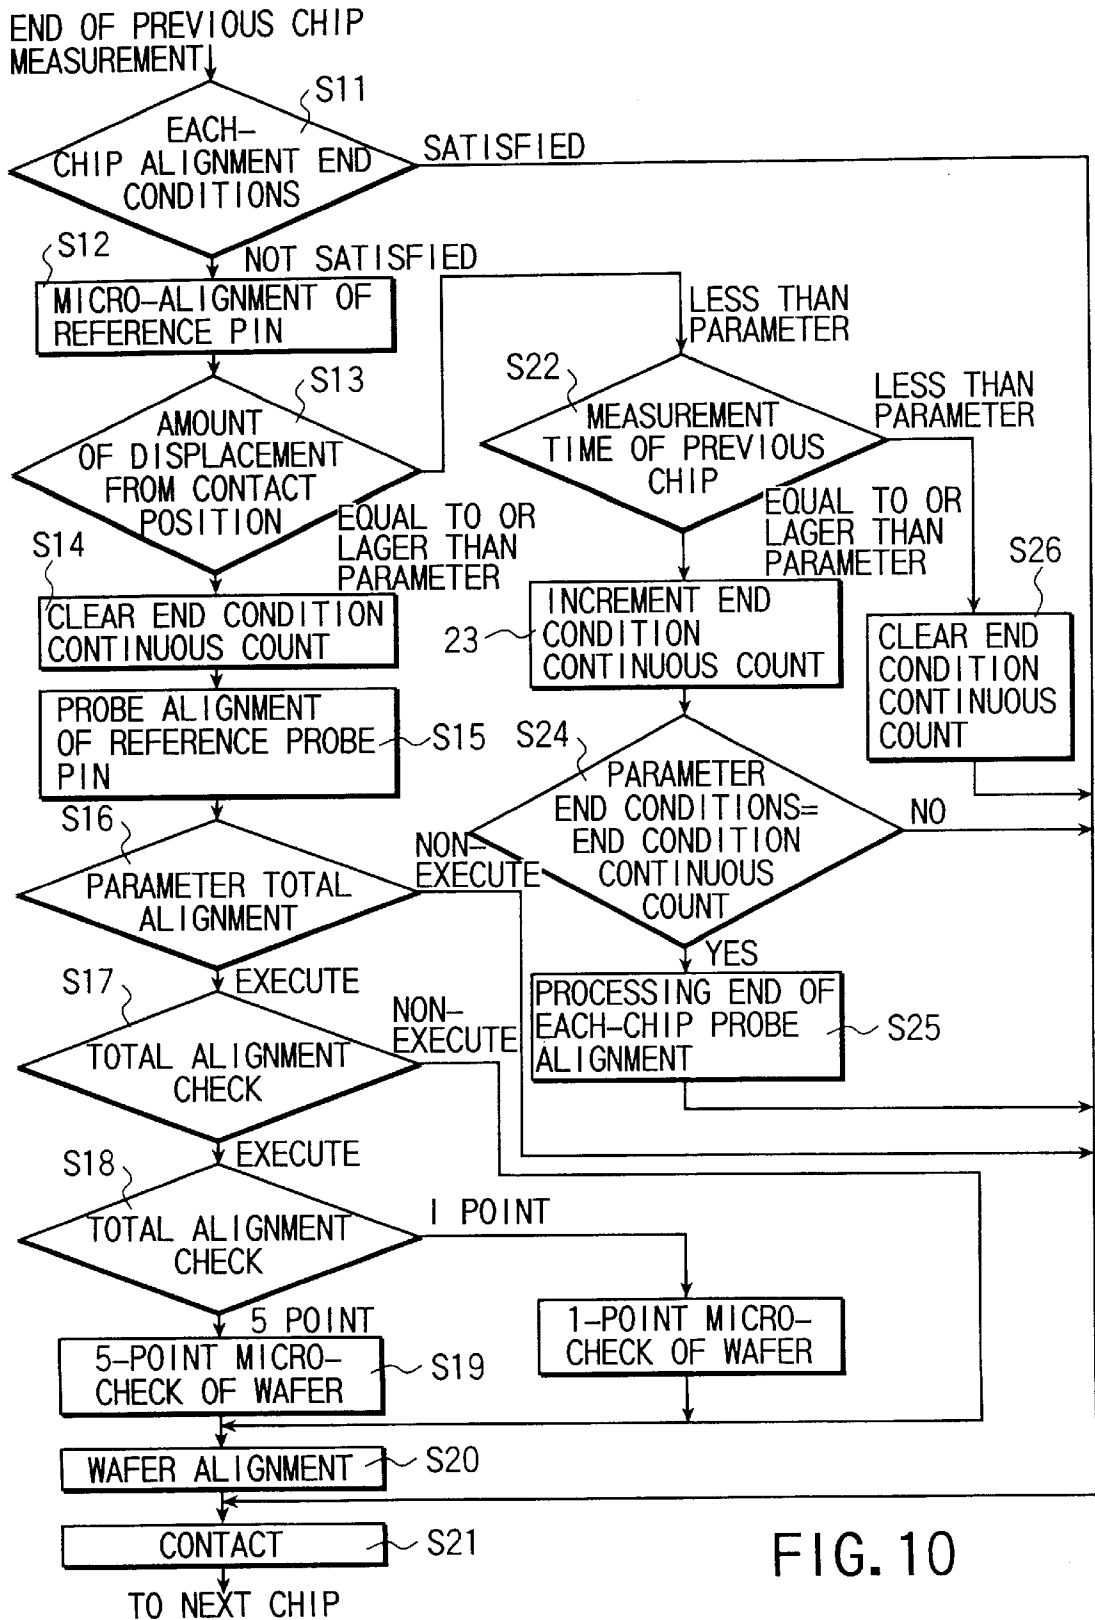 END OF PREVIOUS CHIP
MEASUREMENT
S11
EACH-
CHIP ALIGNMENT END
CONDITIONS
SATISFIED
S12
NOT SATISFIED
MICRO-ALIGNMENT OF
REFERENCE PIN
LESS THAN
PARAMETER
S13
AMOUNT
OF DISPLACEMENT
FROM CONTACT
POSITION
S22
MEASUREMENT
TIME OF PREVIOUS
CHIP
LESS THAN
PARAMETER
EQUAL TO OR
LAGER THAN
PARAMETER
EQUAL TO OR
LAGER THAN
PARAMETER
S14
CLEAR END CONDITION
CONTINUOUS COUNT
23
INCREMENT END
CONDITION
CONTINUOUS COUNT
S26
CLEAR END
CONDITION
CONTINUOUS
COUNT
PROBE ALIGNMENT
OF REFERENCE PROBE
PIN
S15
S24
PARAMETER
END CONDITIONS=
END CONDITION
CONTINUOUS
COUNT
NO
S16
PARAMETER TOTAL
ALIGNMENT
NON-
EXECUTE
YES
S17
EXECUTE
PROCESSING END OF
EACH-CHIP PROBE
ALIGNMENT
S25
TOTAL ALIGNMENT
CHECK
NON-
EXECUTE
S18
EXECUTE
TOTAL ALIGNMENT
CHECK
I POINT
5 POINT
5-POINT MICRO-
CHECK OF WAFER
S19
1-POINT MICRO-
CHECK OF WAFER
WAFER ALIGNMENT
S20
CONTACT
S21
TO NEXT CHIP
FIG.10